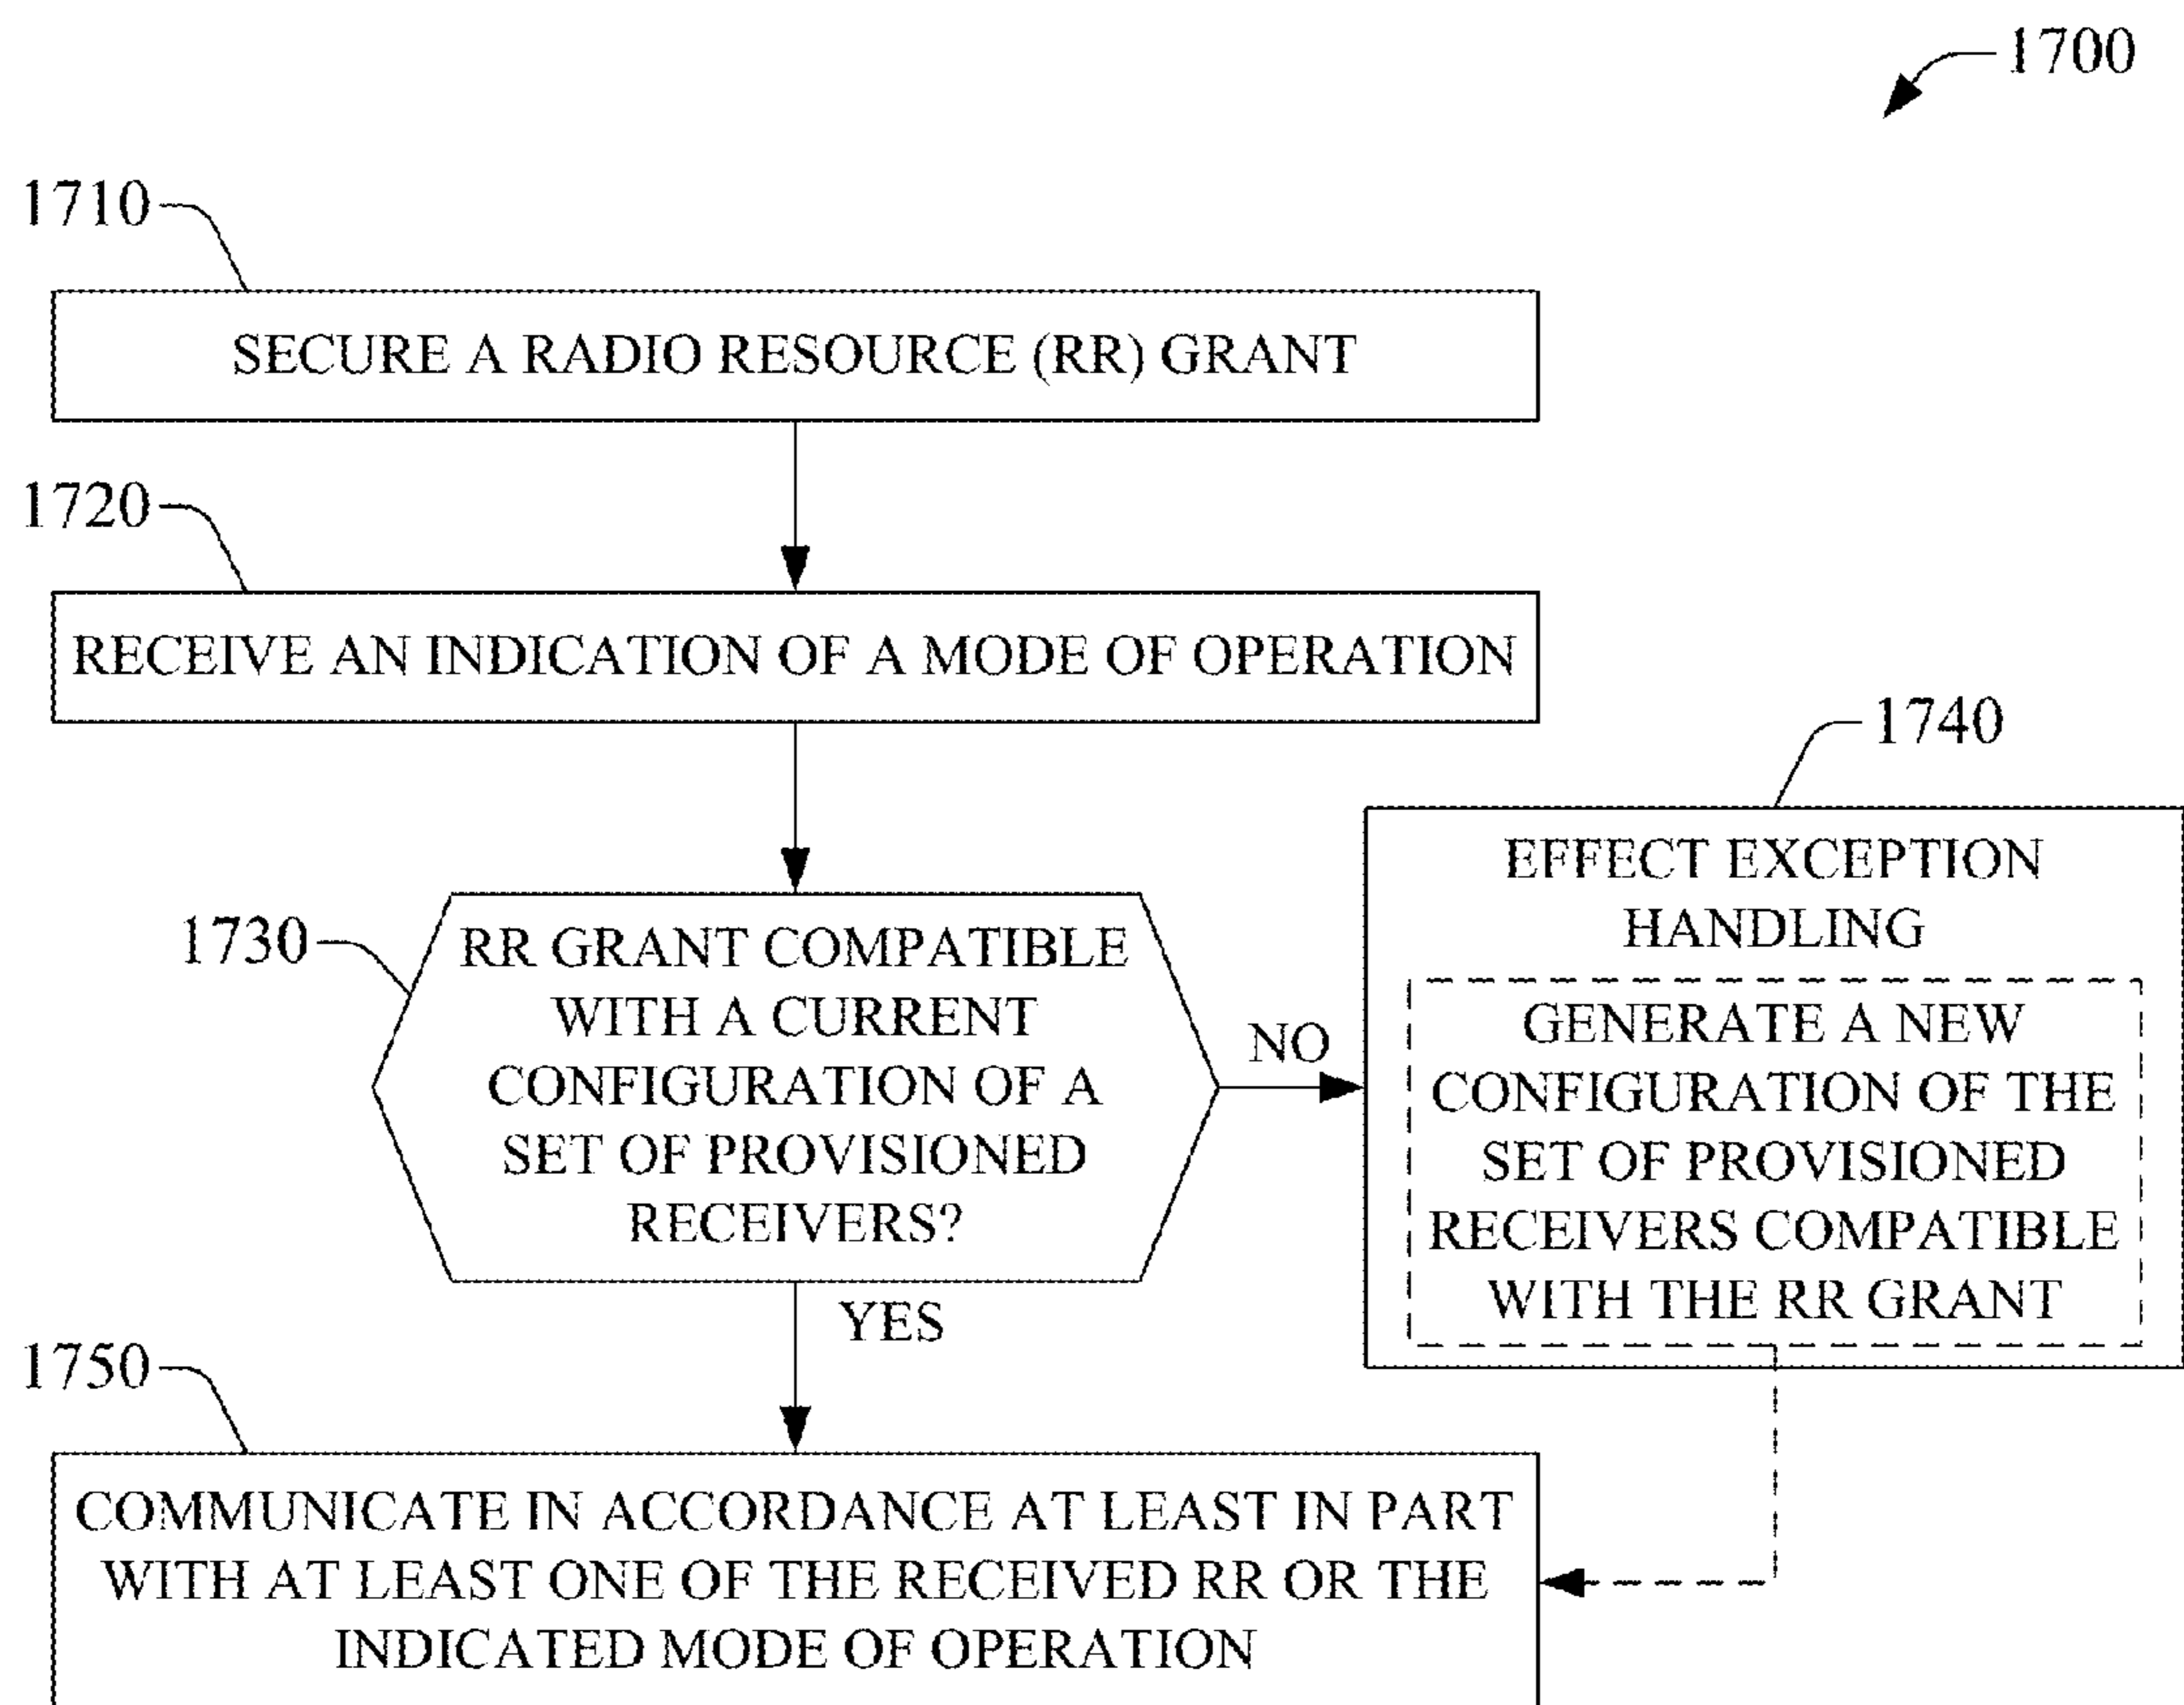 1700
1710
SECURE A RADIO RESOURCE (RR) GRANT
1720
RECEIVE AN INDICATION OF A MODE OF OPERATION
1730
RR GRANT COMPATIBLE
WITH A CURRENT
CONFIGURATION OF A
SET OF PROVISIONED
RECEIVERS?
NO
1740
EFFECT EXCEPTION
HANDLING
GENERATE A NEW
CONFIGURATION OF THE
SET OF PROVISIONED
RECEIVERS COMPATIBLE
WITH THE RR GRANT
YES
1750
COMMUNICATE IN ACCORDANCE AT LEAST IN PART
WITH AT LEAST ONE OF THE RECEIVED RR OR THE
INDICATED MODE OF OPERATION